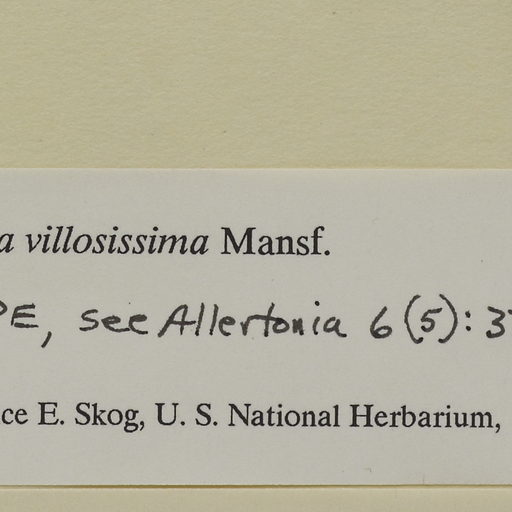 a villosissima Mansf.
PE, see Allertonia 6(5): 3
ce E. Skog, U. S. National Herbarium,